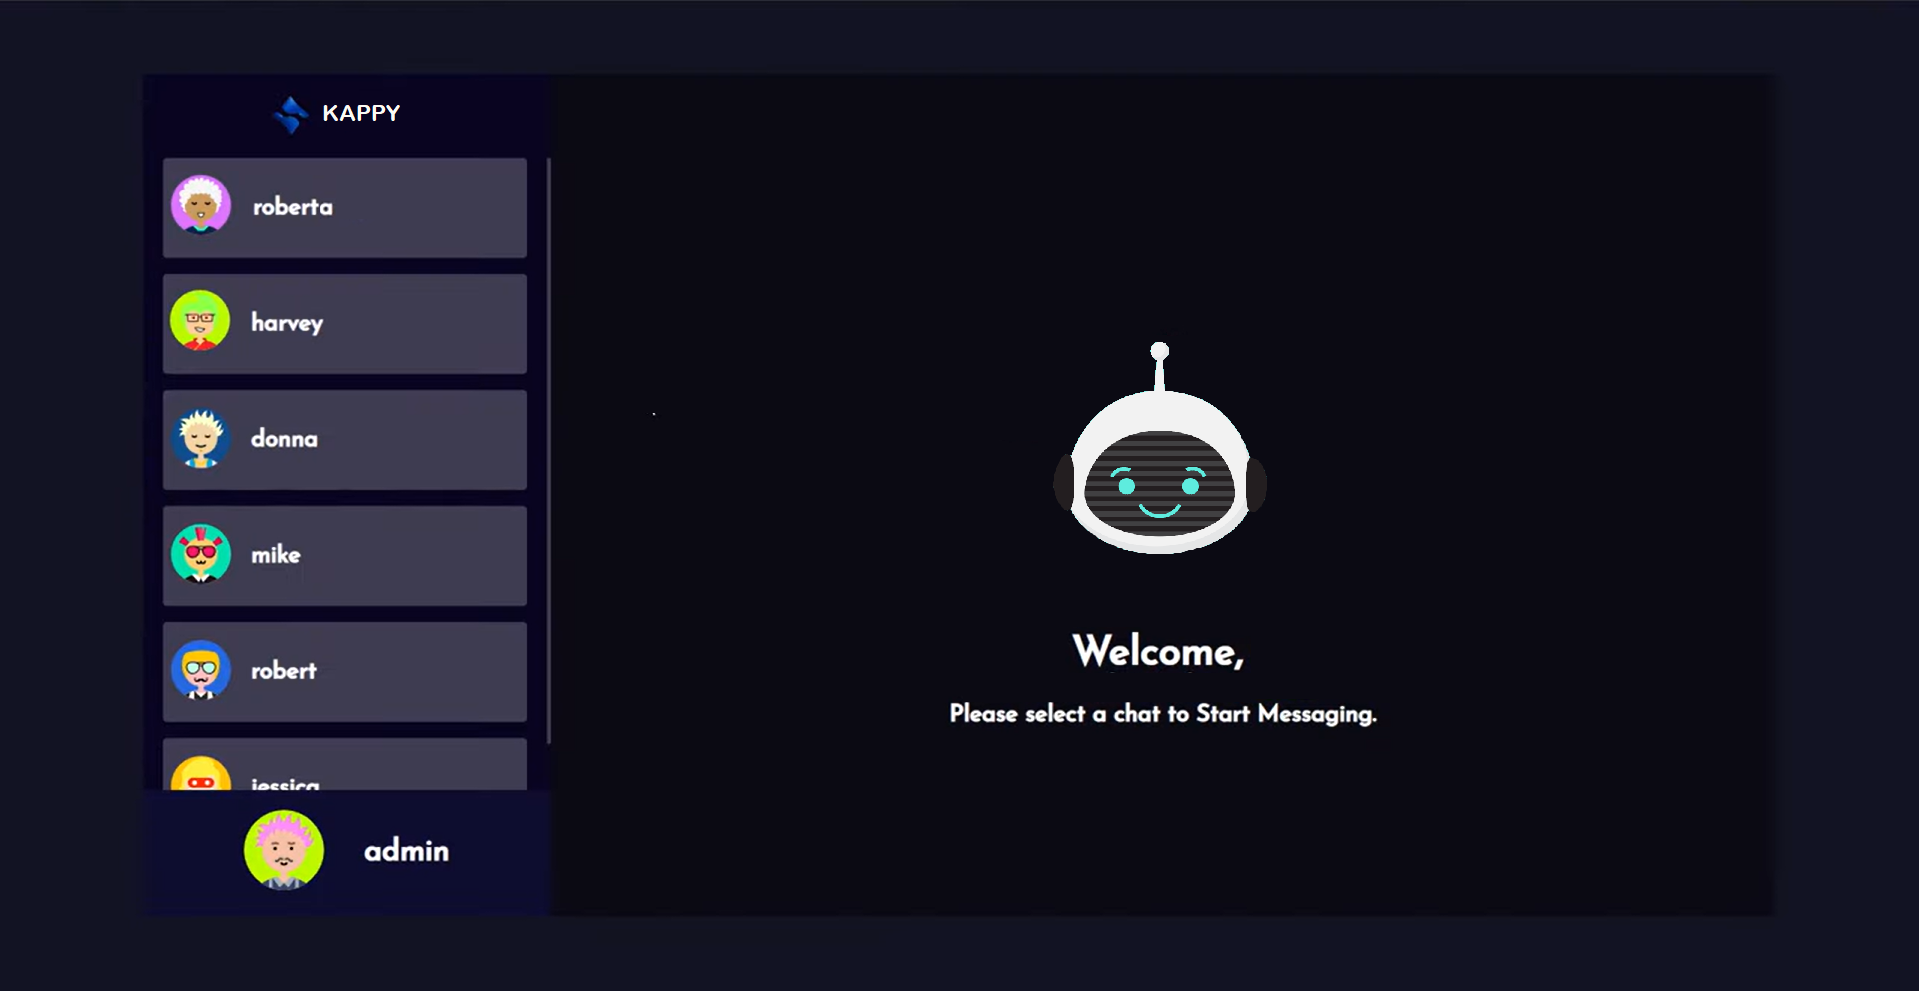 KAPPY
roberta
harvey
donna
mike
robert
jessica
admin
Welcome,
Please select a chat to Start Messaging.